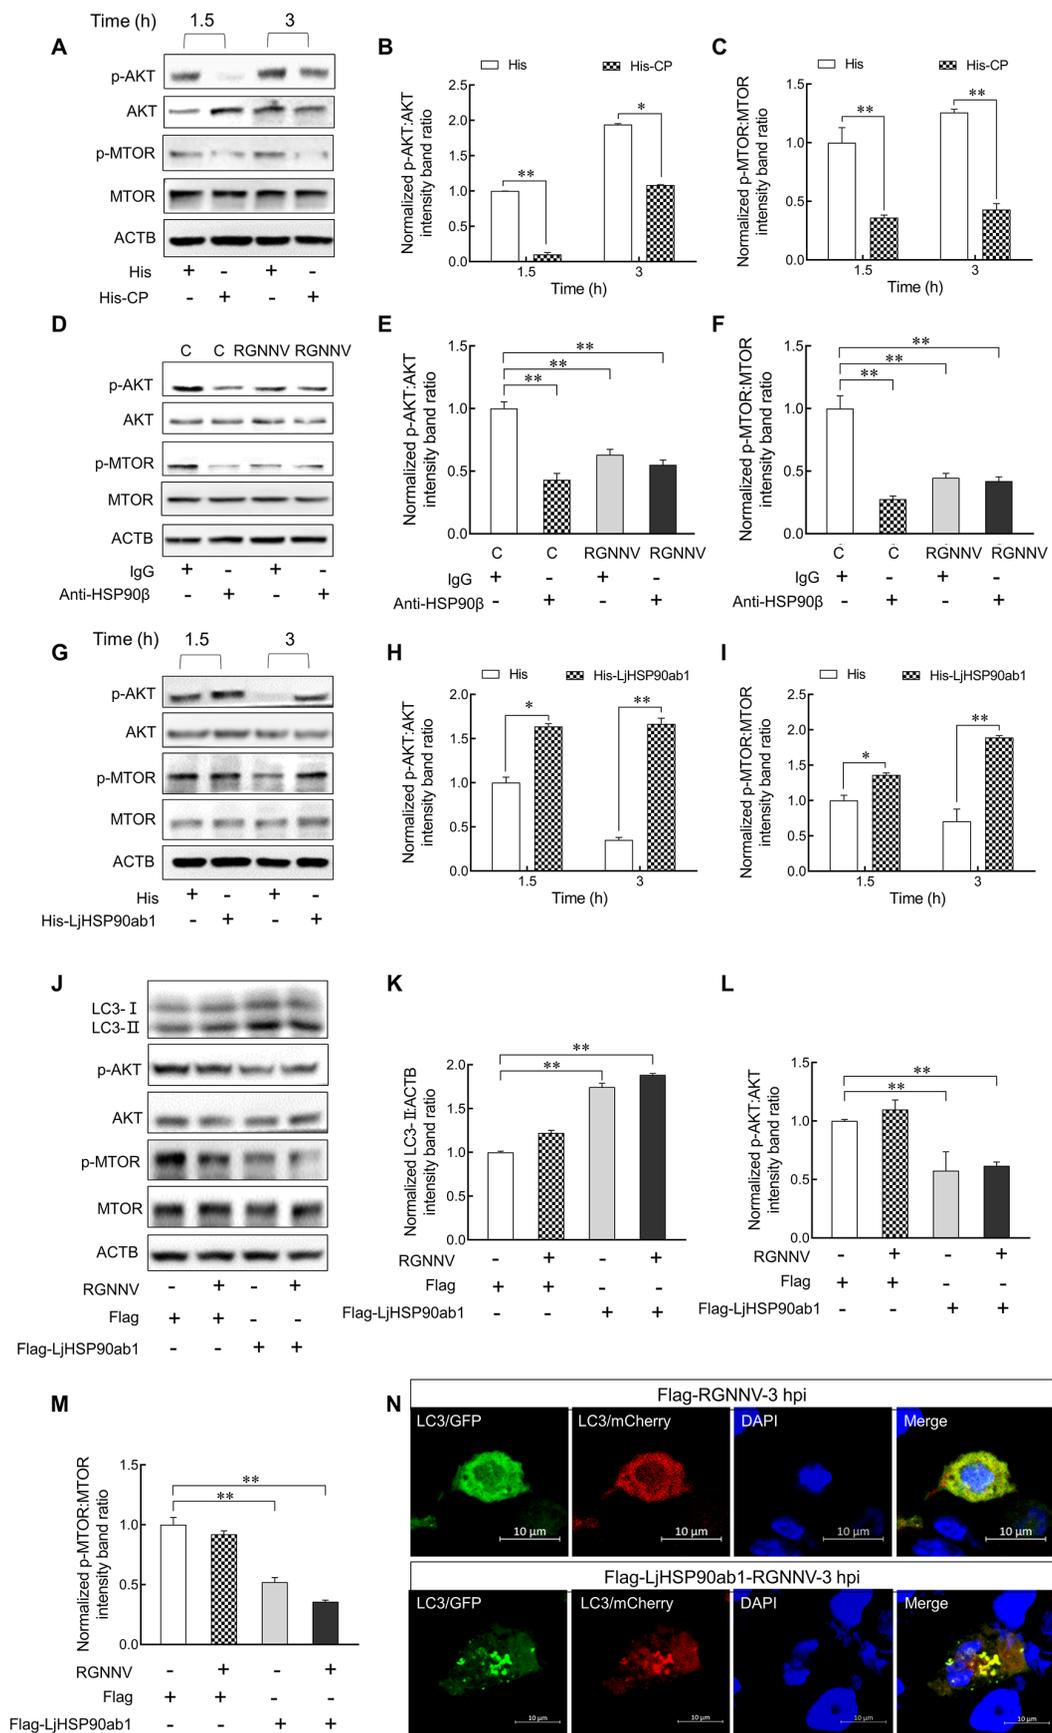 Time (h) 1.5 3
A
p-AKT
AKT
p-MTOR
MTOR
ACTB
His + - + -
His-CP - + - +
B
His His-CP
Normalized p-AKT:AKT
intensity band ratio
2.5
2.0
1.5
1.0
0.5
0.0
**
*
1.5 3
Time (h)
C
His His-CP
Normalized p-MTOR:MTOR
intensity band ratio
1.5
1.0
0.5
0.0
**
**
1.5 3
Time (h)
D
C C RGNNV RGNNV
p-AKT
AKT
p-MTOR
MTOR
ACTB
IgG + - + -
Anti-HSP90β - + - +
E
Normalized p-AKT:AKT
intensity band ratio
1.5
1.0
0.5
0.0
**
**
**
C C RGNNV RGNNV
IgG + - + -
Anti-HSP90β - + - +
F
Normalized p-MTOR:MTOR
intensity band ratio
1.5
1.0
0.5
0.0
**
**
**
C C RGNNV RGNNV
IgG + - + -
Anti-HSP90β - + - +
Time (h) 1.5 3
G
p-AKT
AKT
p-MTOR
MTOR
ACTB
His + - + -
His-LjHSP90ab1 - + - +
H
His His-LjHSP90ab1
Normalized p-AKT:AKT
intensity band ratio
2.0
1.5
1.0
0.5
0.0
*
**
1.5 3
Time (h)
I
His His-LjHSP90ab1
Normalized p-MTOR:MTOR
intensity band ratio
2.5
2.0
1.5
1.0
0.5
0.0
*
**
1.5 3
Time (h)
J
LC3-Ⅰ
LC3-Ⅱ
p-AKT
AKT
p-MTOR
MTOR
ACTB
RGNNV - + - +
Flag + + - -
Flag-LjHSP90ab1 - - + +
K
Normalized LC3-Ⅱ:ACTB
intensity band ratio
2.0
1.5
1.0
0.5
0.0
**
**
RGNNV - + - +
Flag + + - -
Flag-LjHSP90ab1 - - + +
L
Normalized p-AKT:AKT
intensity band ratio
1.5
1.0
0.5
0.0
**
**
RGNNV - + - +
Flag + + - -
Flag-LjHSP90ab1 - - + +
M
Normalized p-MTOR:MTOR
intensity band ratio
1.5
1.0
0.5
0.0
**
**
RGNNV - + - +
Flag + + - -
Flag-LjHSP90ab1 - - + +
N
Flag-RGNNV-3 hpi
LC3/GFP LC3/mCherry DAPI Merge
10 µm 10 µm 10 µm 10 µm
Flag-LjHSP90ab1-RGNNV-3 hpi
LC3/GFP LC3/mCherry DAPI Merge
10 µm 10 µm 10 µm 10 µm